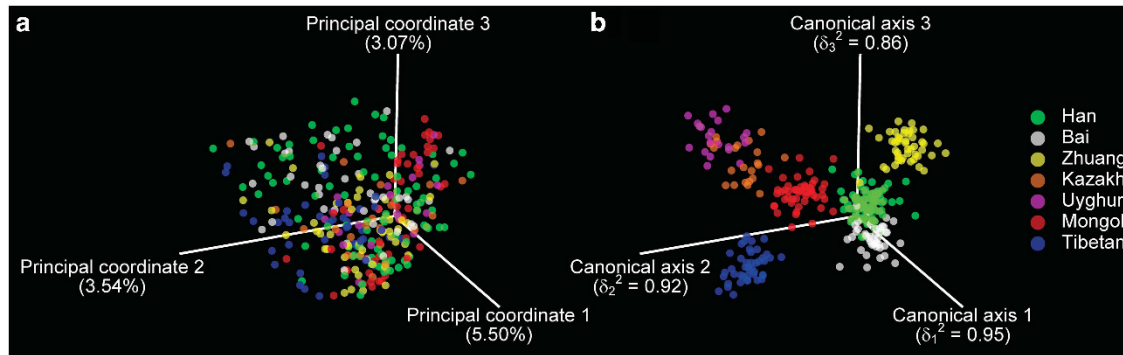 a
Principal coordinate 3
(3.07%)
Principal coordinate 2
(3.54%)
Principal coordinate 1
(5.50%)
b
Canonical axis 3
(δ₃² = 0.86)
Canonical axis 2
(δ₂² = 0.92)
Canonical axis 1
(δ₁² = 0.95)
Han
Bai
Zhuang
Kazakh
Uyghur
Mongol
Tibetan